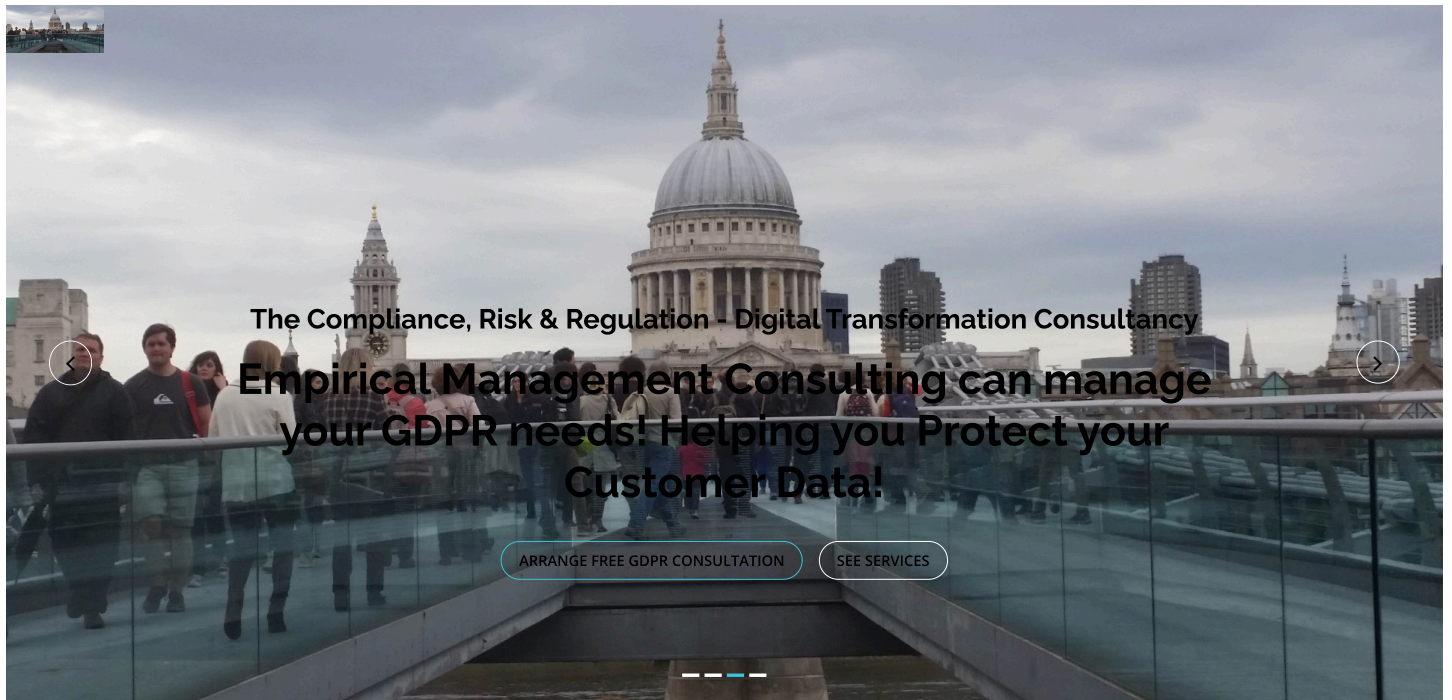 The Compliance, Risk & Regulation - Digital Transformation Consultancy
Empirical Management Consulting can manage
your GDPR needs! Helping you Protect your
Customer Data!
ARRANGE FREE GDPR CONSULTATION
SEE SERVICES